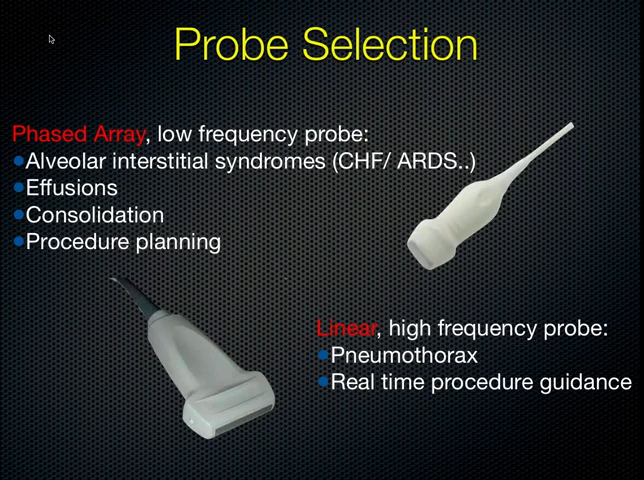 Probe Selection
Phased Array, low frequency probe:
Alveolar interstitial syndromes (CHF/ ARDS..)
Effusions
Consolidation
Procedure planning
Linear, high frequency probe:
Pneumothorax
Real time procedure guidance